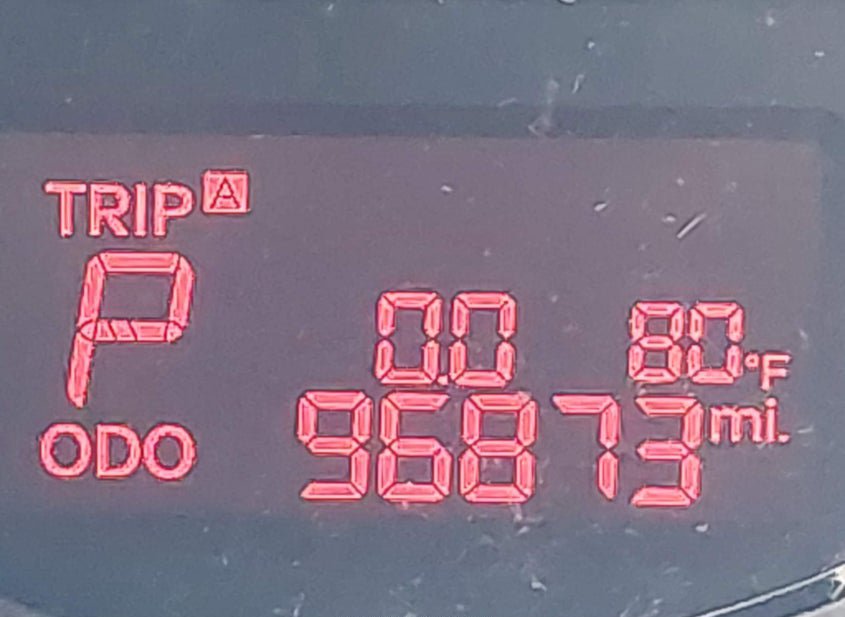 TRIP A
P
0.0 80°F
96873 mi.
ODO